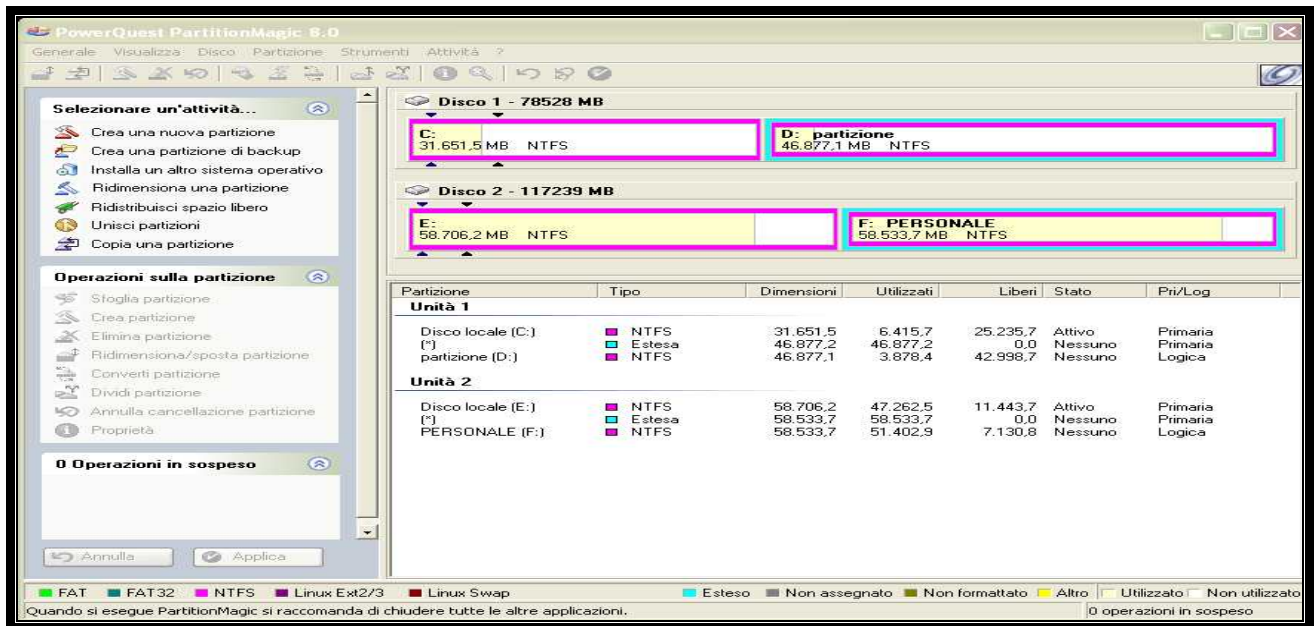 PowerQuest PartitionMagic 8.0
Generale Visualizza Disco Partizione Strumenti Attività ?
Selezionare un'attività...
Crea una nuova partizione
Crea una partizione di backup
Installa un altro sistema operativo
Ridimensiona una partizione
Ridistribuisci spazio libero
Unisci partizioni
Copia una partizione
Operazioni sulla partizione
Sfoglia partizione
Crea partizione
Elimina partizione
Ridimensiona/sposta partizione
Converti partizione
Dividi partizione
Annulla cancellazione partizione
Proprietà
0 Operazioni in sospeso
Annulla Applica
Disco 1 - 78528 MB
C:
31.651,5 MB NTFS
D: partizione
46.877,1 MB NTFS
Disco 2 - 117239 MB
E:
58.706,2 MB NTFS
F: PERSONALE
58.533,7 MB NTFS
Partizione Tipo Dimensioni Utilizzati Liberi Stato Pri/Log
Unità 1
Disco locale (C:) NTFS 31.651,5 6.415,7 25.235,7 Attivo Primaria
(*) Estesa 46.877,2 46.877,2 0,0 Nessuno Primaria
partizione (D:) NTFS 46.877,1 3.878,4 42.998,7 Nessuno Logica
Unità 2
Disco locale (E:) NTFS 58.706,2 47.262,5 11.443,7 Attivo Primaria
(*) Estesa 58.533,7 58.533,7 0,0 Nessuno Primaria
PERSONALE (F:) NTFS 58.533,7 51.402,9 7.130,8 Nessuno Logica
FAT FAT32 NTFS Linux Ext2/3 Linux Swap Esteso Non assegnato Non formattato Altro Utilizzato Non utilizzato
Quando si esegue PartitionMagic si raccomanda di chiudere tutte le altre applicazioni. 0 operazioni in sospeso